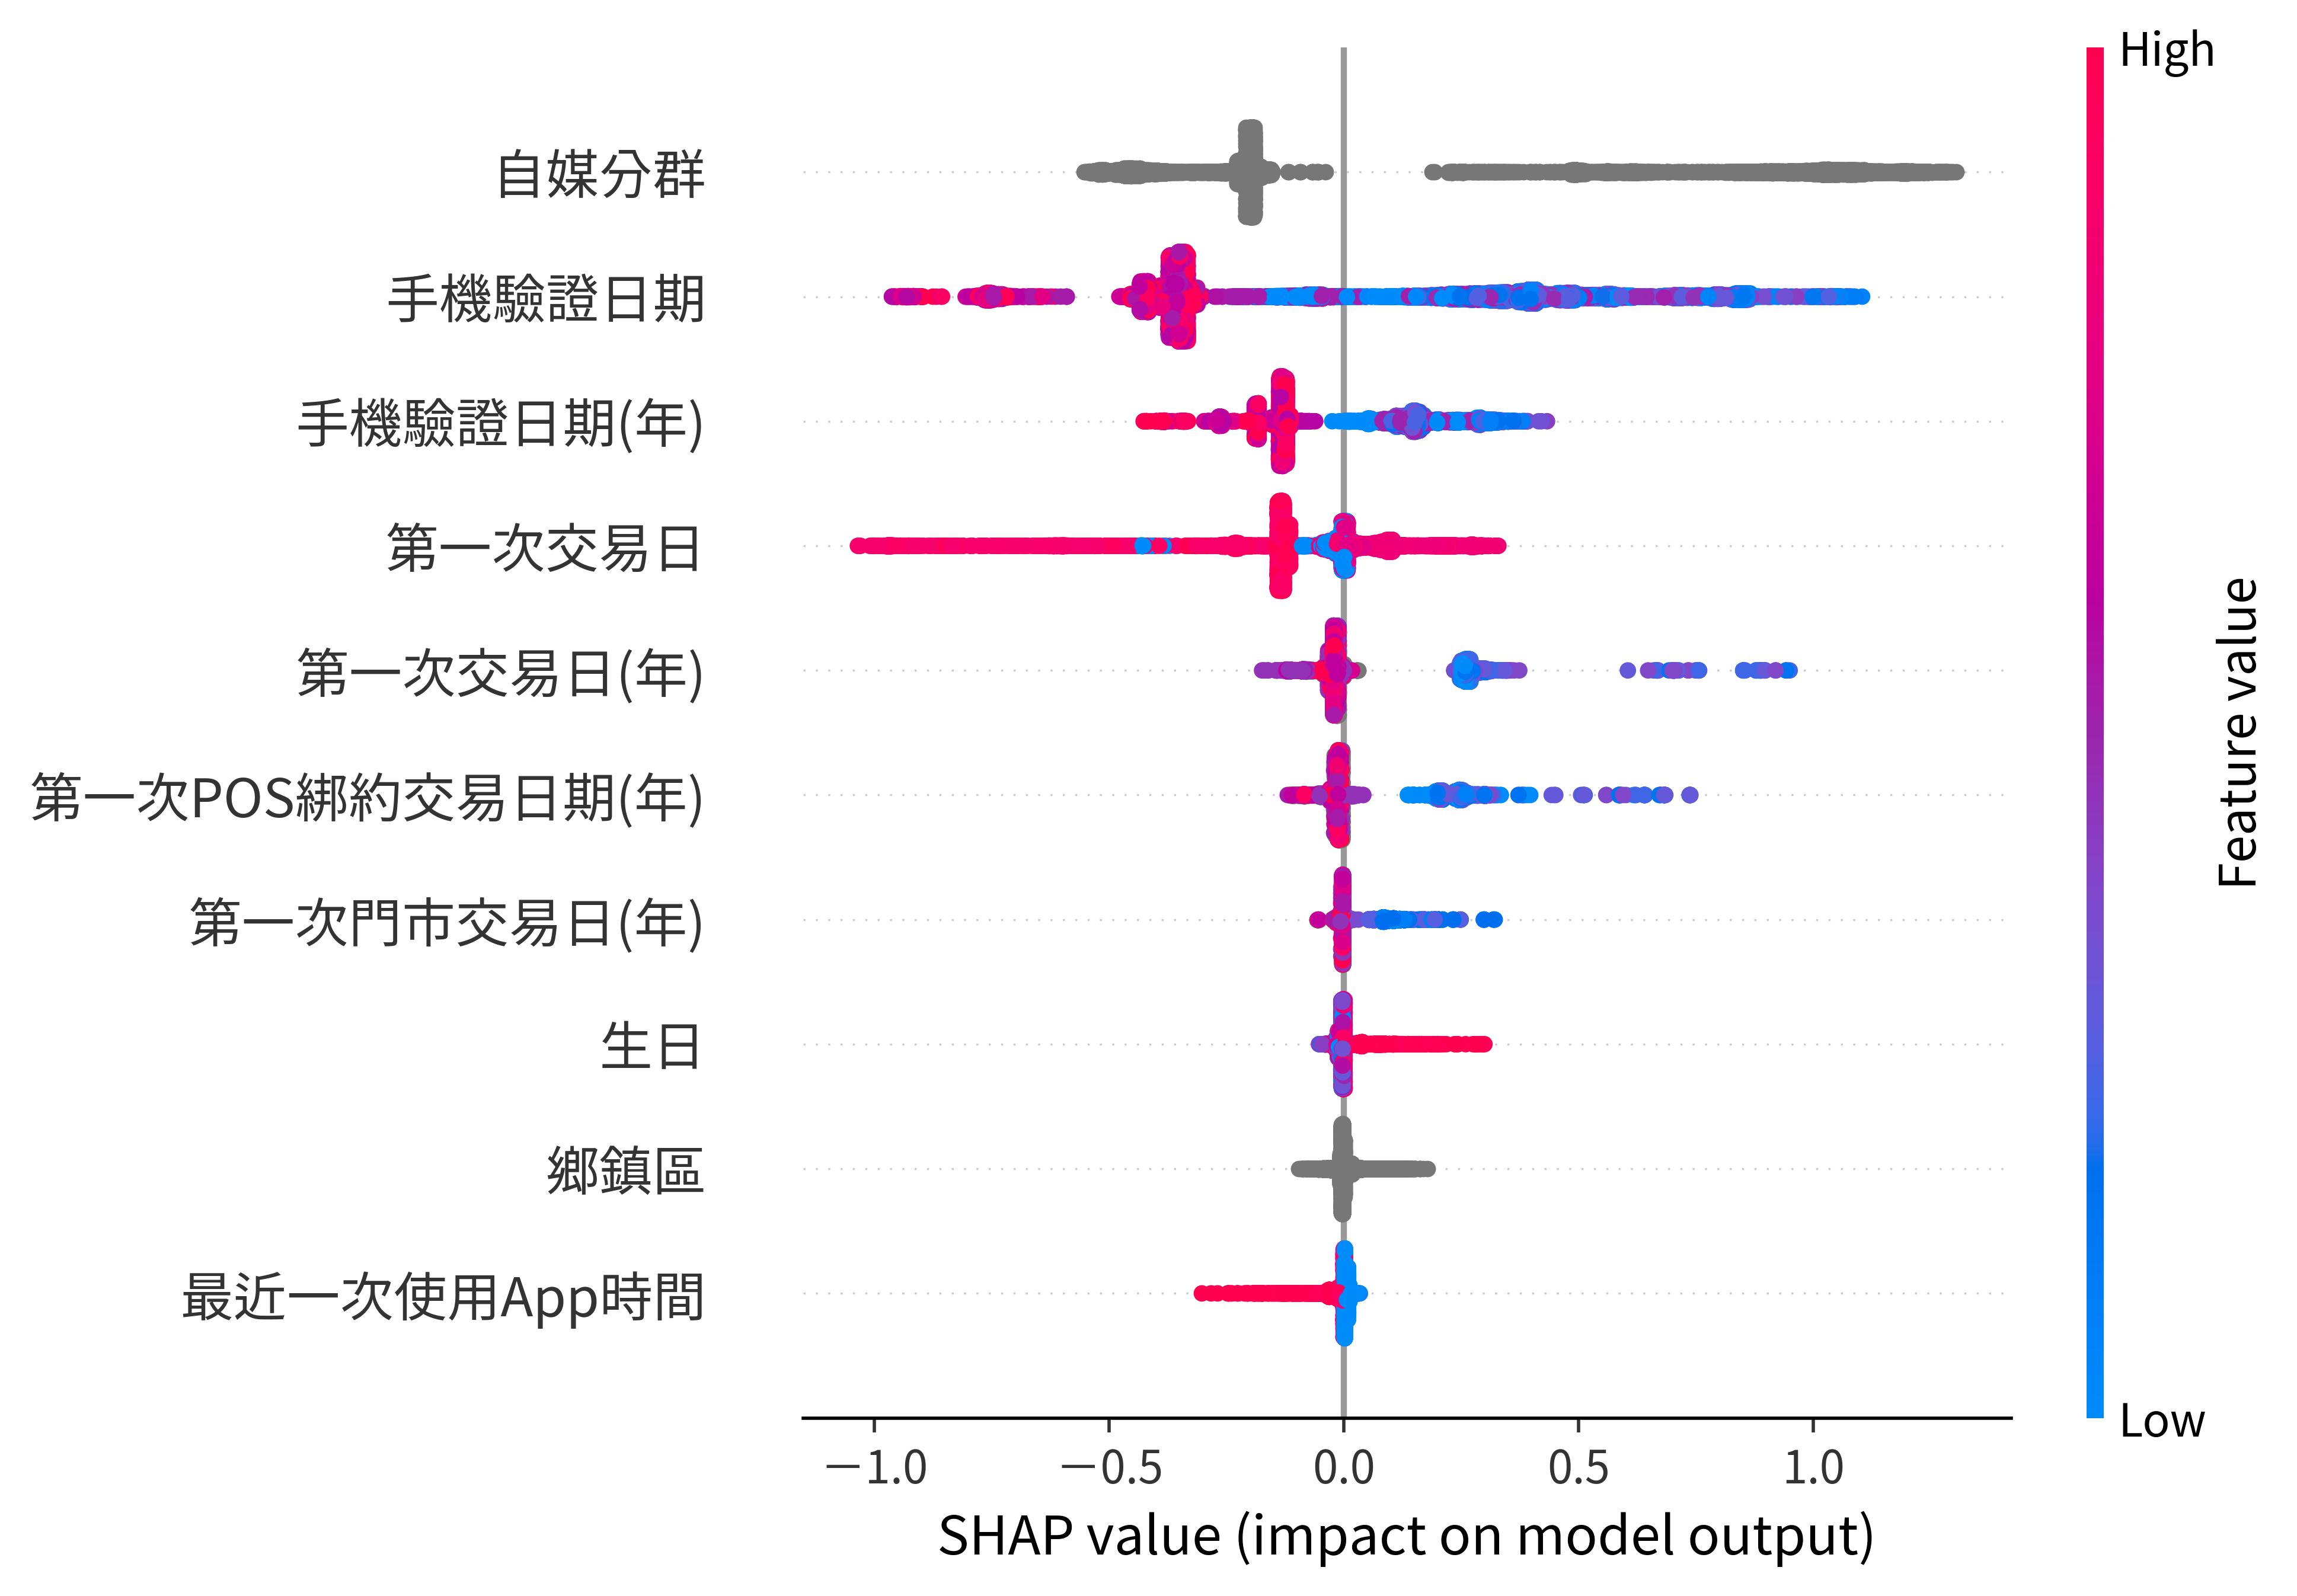 High
自媒分群
手機驗證日期
手機驗證日期(年)
第一次交易日
第一次交易日(年)
第一次POS綁約交易日期(年)
第一次門市交易日(年)
生日
鄉鎮區
最近一次使用App時間
Feature value
Low
−1.0 −0.5 0.0 0.5 1.0
SHAP value (impact on model output)